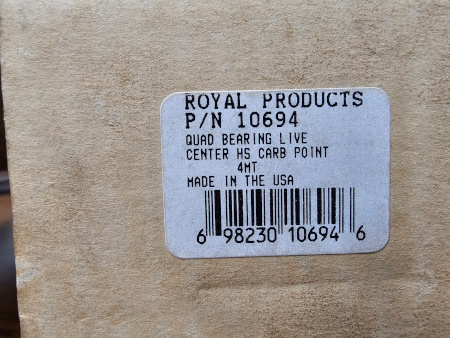 ROYAL PRODUCTS
P/N 10694
QUAD BEARING LIVE
CENTER HS CARB POINT
4MT
MADE IN THE USA
6 98230 10694 6